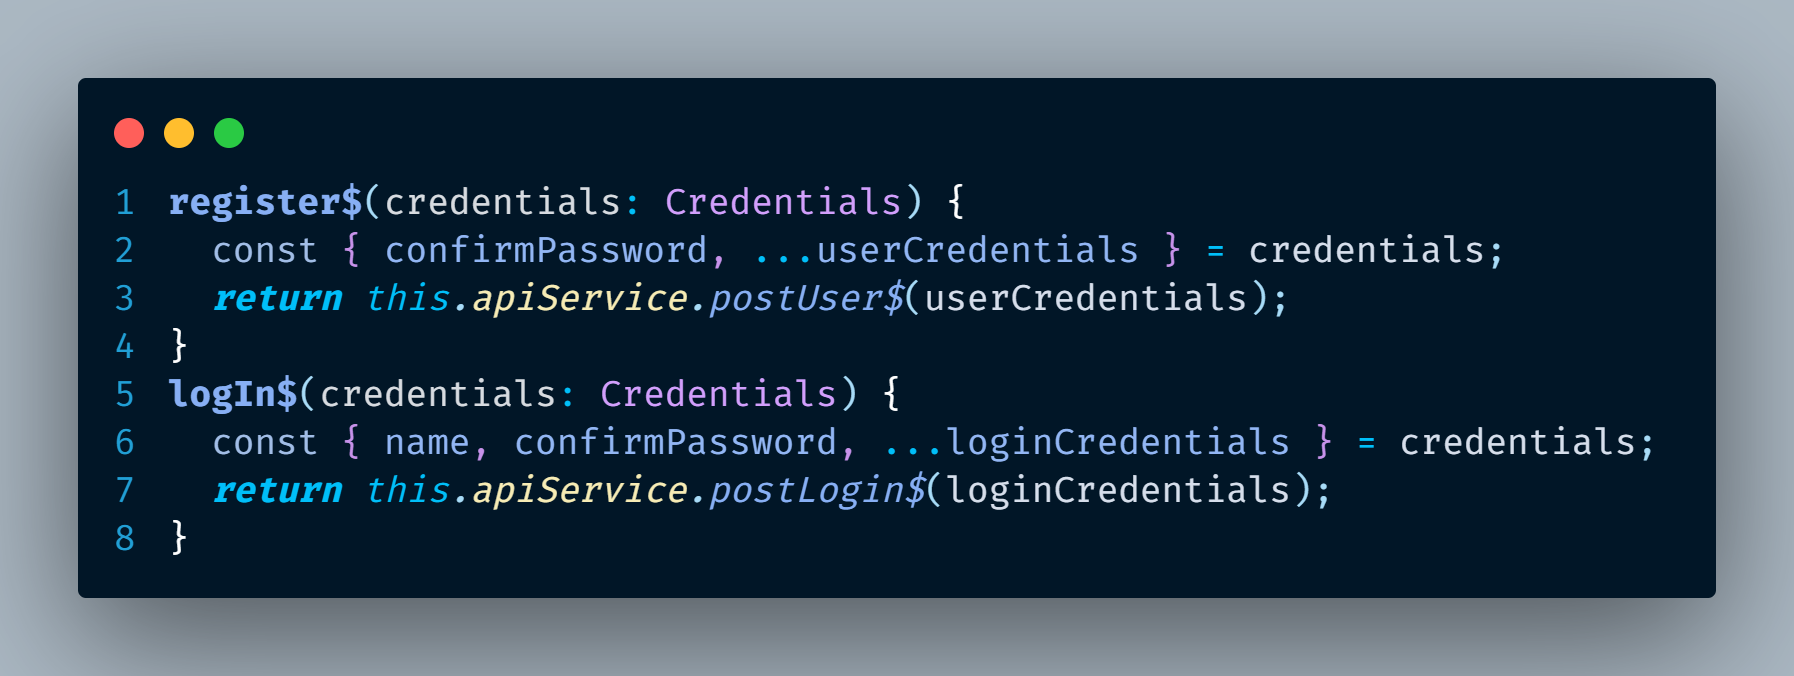 1 register$(credentials: Credentials) {
2   const { confirmPassword, ...userCredentials } = credentials;
3   return this.apiService.postUser$(userCredentials);
4 }
5 logIn$(credentials: Credentials) {
6   const { name, confirmPassword, ...loginCredentials } = credentials;
7   return this.apiService.postLogin$(loginCredentials);
8 }